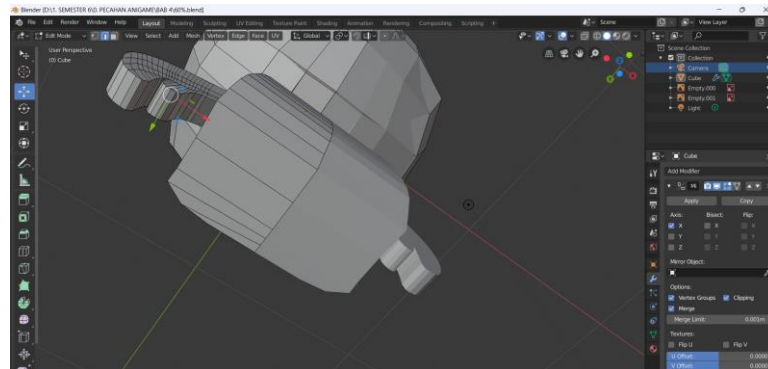 Blender [D:\1. SEMESTER 6\0. PECAHAN ANIGAME\BAB 4\60%.blend]
File Edit Render Window Help Layout Modeling Sculpting UV Editing Texture Paint Shading Animation Rendering Compositing Scripting + Scene View Layer
Edit Mode View Select Add Mesh Vertex Edge Face UV Global
User Perspective
(0) Cube
Scene Collection
Collection
Camera
Cube
Empty.000
Empty.001
Light
Cube
Add Modifier
Apply Copy
Axis: Bisect: Flip:
X X X
Y Y Y
Z Z Z
Mirror Object:
Options:
Vertex Groups Clipping
Merge
Merge Limit: 0.001m
Textures:
Flip U Flip V
U Offset: 0.0000
V Offset: 0.0000